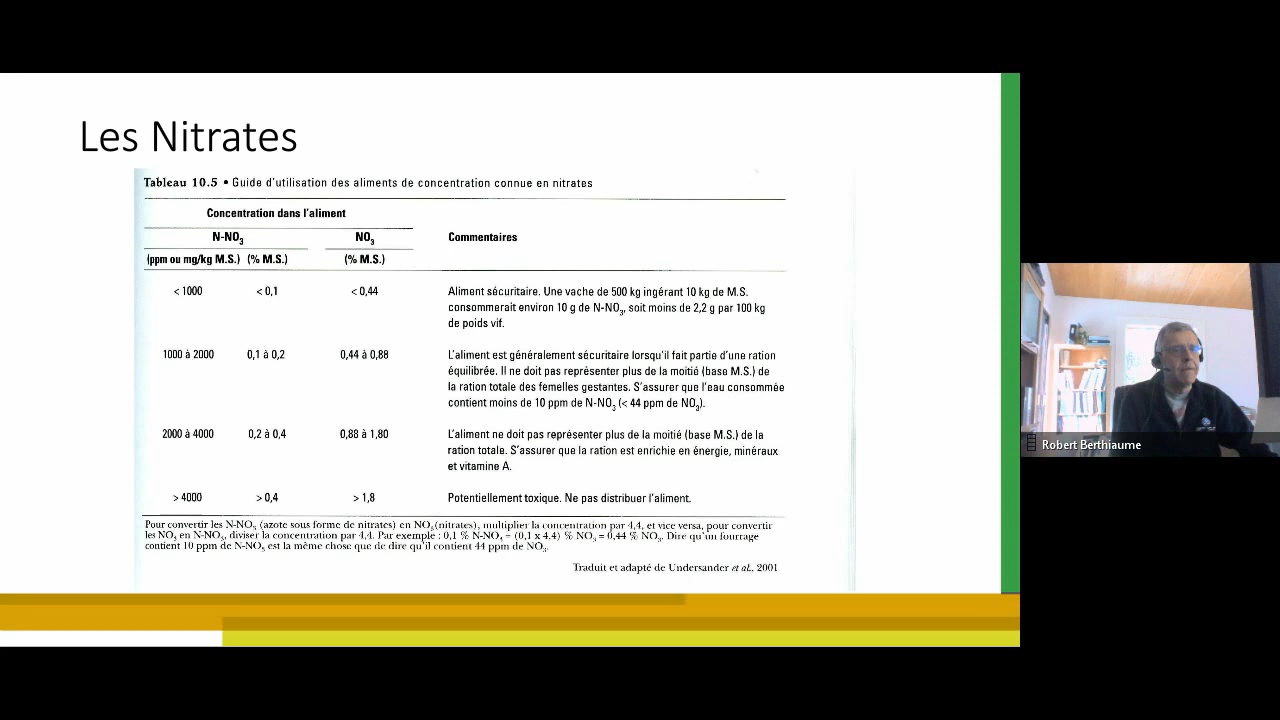 Les Nitrates
Tableau 10.5 • Guide d'utilisation des aliments de concentration connue en nitrates
Concentration dans l'aliment
N-NO3 NO3 Commentaires
(ppm ou mg/kg M.S.) (% M.S.) (% M.S.)
< 1000 < 0,1 < 0,44 Aliment sécuritaire. Une vache de 500 kg ingérant 10 kg de M.S.
consommerait environ 10 g de N-NO3, soit moins de 2,2 g par 100 kg
de poids vif.
1000 à 2000 0,1 à 0,2 0,44 à 0,88 L'aliment est généralement sécuritaire lorsqu'il fait partie d'une ration
équilibrée. Il ne doit pas représenter plus de la moitié (base M.S.) de
la ration totale des femelles gestantes. S'assurer que l'eau consommée
contient moins de 10 ppm de N-NO3 (< 44 ppm de NO3).
2000 à 4000 0,2 à 0,4 0,88 à 1,80 L'aliment ne doit pas représenter plus de la moitié (base M.S.) de la
ration totale. S'assurer que la ration est enrichie en énergie, minéraux
et vitamine A.
> 4000 > 0,4 > 1,8 Potentiellement toxique. Ne pas distribuer l'aliment.
Pour convertir les N-NO3 (azote sous forme de nitrates) en NO3 (nitrates), multiplier la concentration par 4,4, et vice versa, pour convertir
les NO3 en N-NO3, diviser la concentration par 4,4. Par exemple : 0,1 % N-NO3 = (0,1 x 4.4) % NO3 = 0,44 % NO3. Dire qu'un fourrage
contient 10 ppm de N-NO3 est la même chose que de dire qu'il contient 44 ppm de NO3.
Traduit et adapté de Undersander et al., 2001
Robert Berthiaume